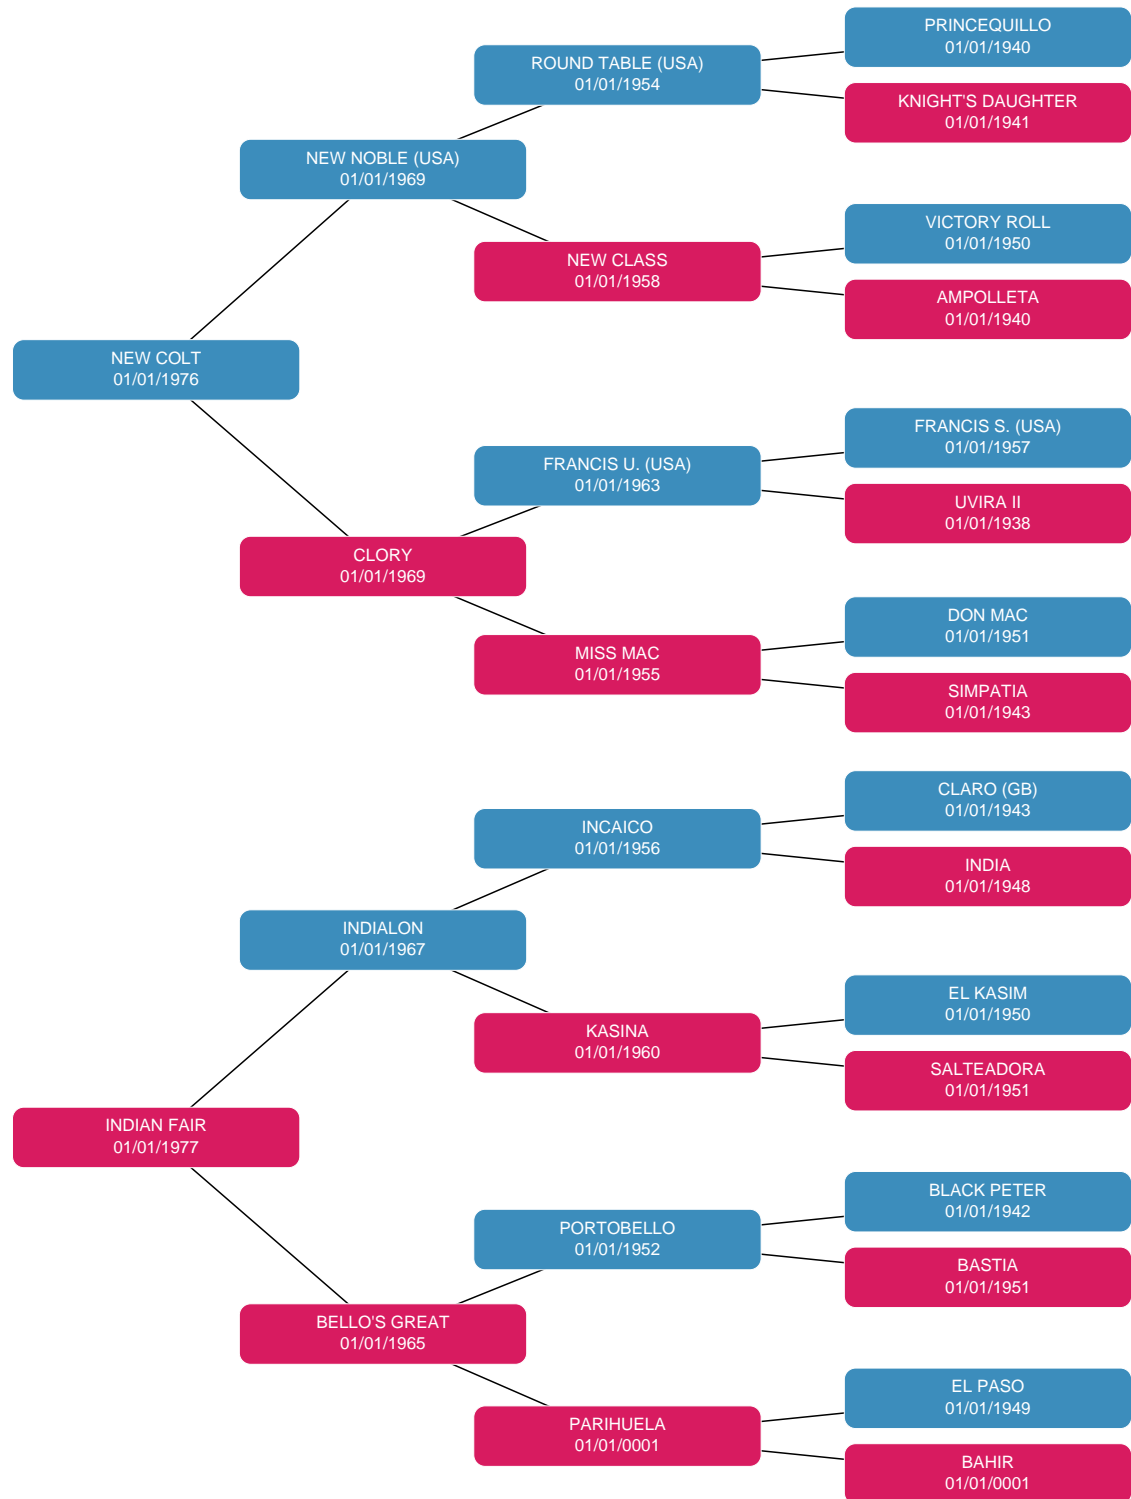 PRINCEQUILLO
01/01/1940
ROUND TABLE (USA)
01/01/1954
KNIGHT'S DAUGHTER
01/01/1941
NEW NOBLE (USA)
01/01/1969
VICTORY ROLL
01/01/1950
NEW CLASS
01/01/1958
AMPOLLETA
01/01/1940
NEW COLT
01/01/1976
FRANCIS S. (USA)
01/01/1957
FRANCIS U. (USA)
01/01/1963
UVIRA II
01/01/1938
CLORY
01/01/1969
DON MAC
01/01/1951
MISS MAC
01/01/1955
SIMPATIA
01/01/1943
CLARO (GB)
01/01/1943
INCAICO
01/01/1956
INDIA
01/01/1948
INDIALON
01/01/1967
EL KASIM
01/01/1950
KASINA
01/01/1960
SALTEADORA
01/01/1951
INDIAN FAIR
01/01/1977
BLACK PETER
01/01/1942
PORTOBELLO
01/01/1952
BASTIA
01/01/1951
BELLO'S GREAT
01/01/1965
EL PASO
01/01/1949
PARIHUELA
01/01/0001
BAHIR
01/01/0001